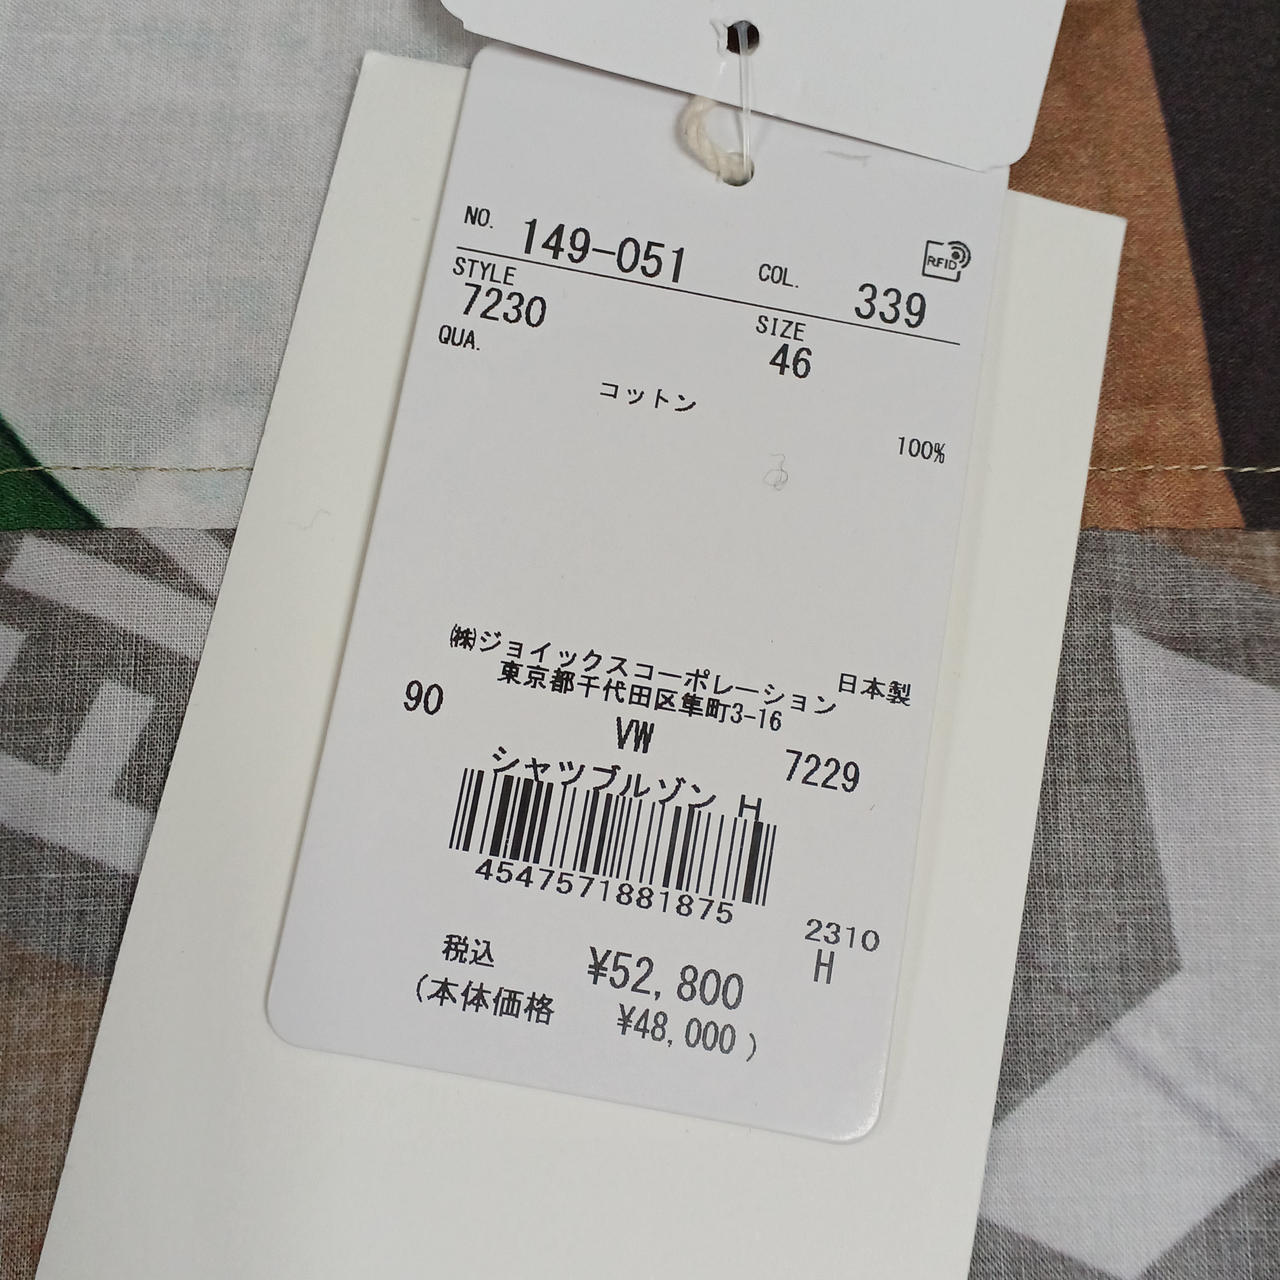 NO. 149-051 COL. 339
RFID
STYLE 7230 SIZE 46
QUA.
コットン
100%
㈱ジョイックスコーポレーション 日本製
東京都千代田区隼町3-16
90 VW 7229
シャツブルゾン H
4547571881875
2310
H
税込 ¥52,800
(本体価格 ¥48,000)